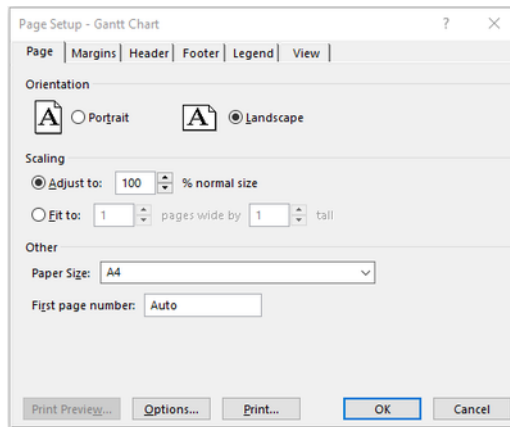 Page Setup - Gantt Chart ? ×
Page Margins Header Footer Legend View
Orientation
A Portrait A Landscape
Scaling
Adjust to: 100 % normal size
Fit to: 1 pages wide by 1 tall
Other
Paper Size: A4
First page number: Auto
Print Preview... Options... Print... OK Cancel